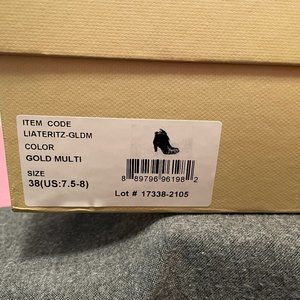 ITEM CODE
LIATERITZ-GLDM
COLOR
GOLD MULTI
SIZE
38(US:7.5-8)
8 89796 96198 2
Lot # 17338-2105